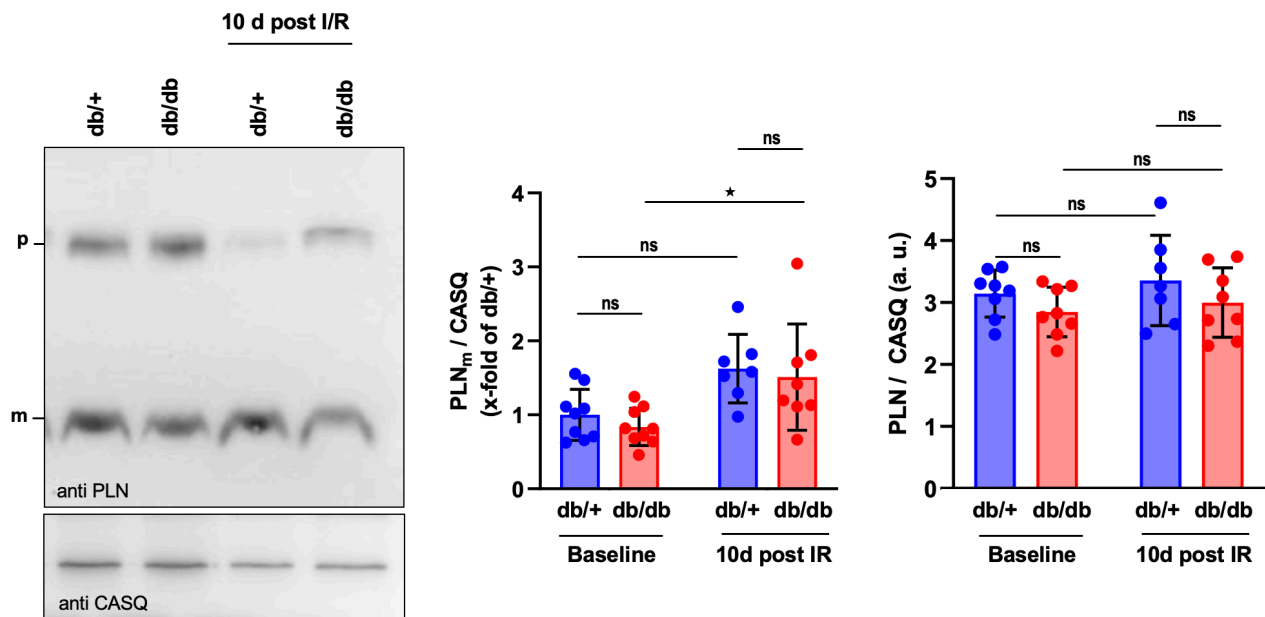 10 d post I/R
db/+
db/db
db/+
db/db
p
m
anti PLN
anti CASQ
PLNm / CASQ
(x-fold of db/+)
4
3
2
1
0
ns
★
ns
ns
db/+
db/db
db/+
db/db
Baseline
10d post IR
PLN / CASQ (a. u.)
5
4
3
2
1
0
ns
ns
ns
ns
db/+
db/db
db/+
db/db
Baseline
10d post IR